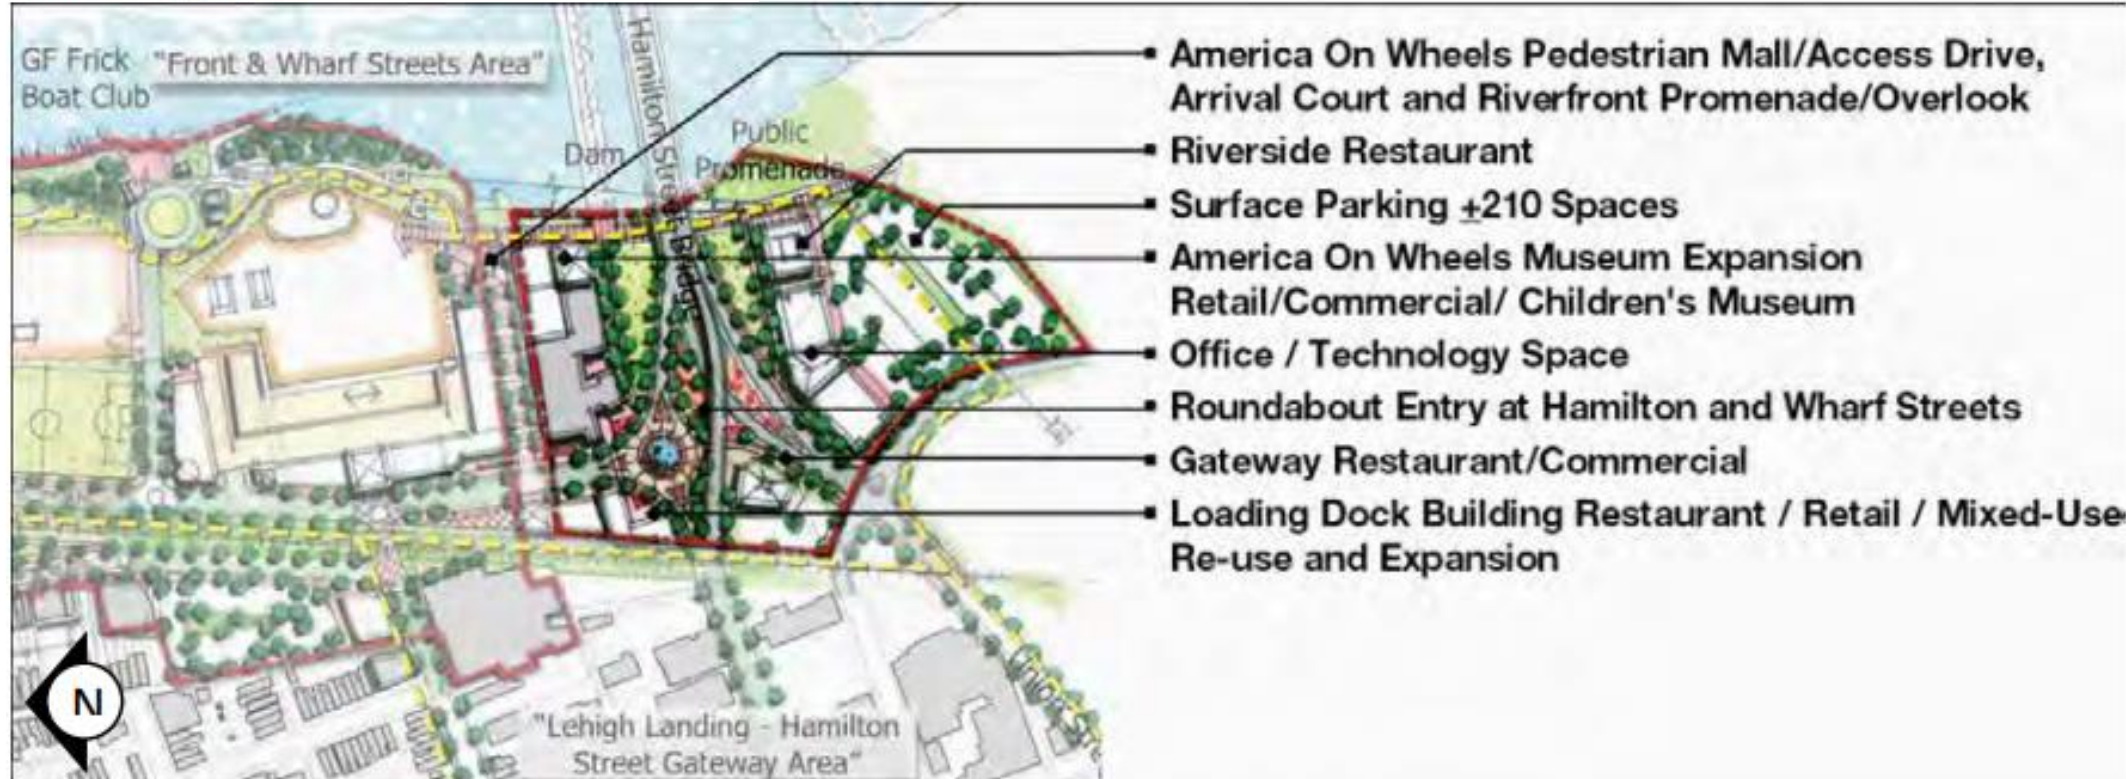 GF Frick
Boat Club
"Front & Wharf Streets Area"
Hamilton Street Bridge
Dam
Public
Promenade
America On Wheels Pedestrian Mall/Access Drive,
Arrival Court and Riverfront Promenade/Overlook
Riverside Restaurant
Surface Parking ±210 Spaces
America On Wheels Museum Expansion
Retail/Commercial/ Children's Museum
Office / Technology Space
Roundabout Entry at Hamilton and Wharf Streets
Gateway Restaurant/Commercial
Loading Dock Building Restaurant / Retail / Mixed-Use
Re-use and Expansion
N
"Lehigh Landing - Hamilton
Street Gateway Area"
Union